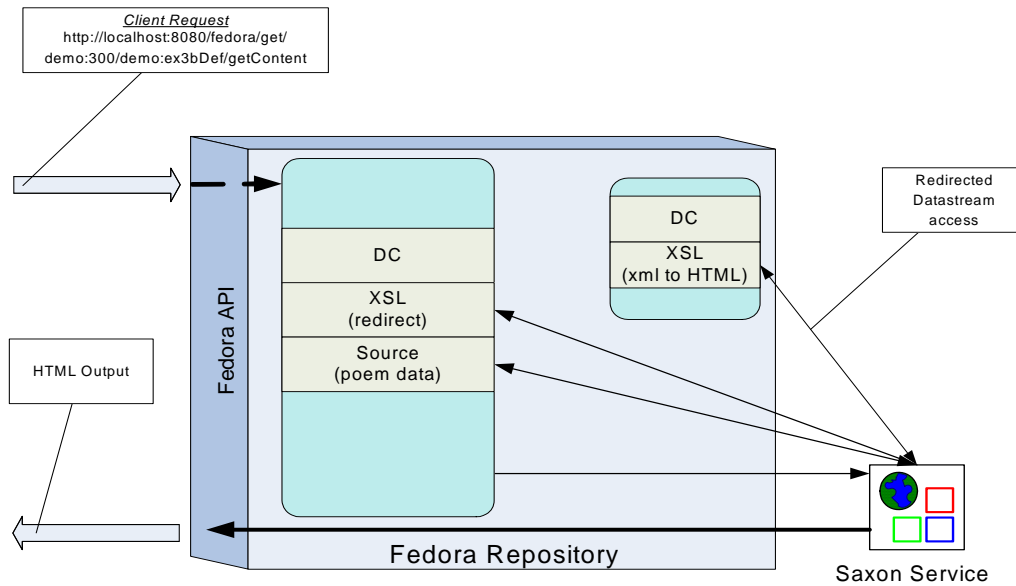 Client Request
http://localhost:8080/fedora/get/
demo:300/demo:ex3bDef/getContent
Redirected
Datastream
access
DC
XSL
(xml to HTML)
DC
XSL
(redirect)
Source
(poem data)
Fedora API
HTML Output
Fedora Repository
Saxon Service